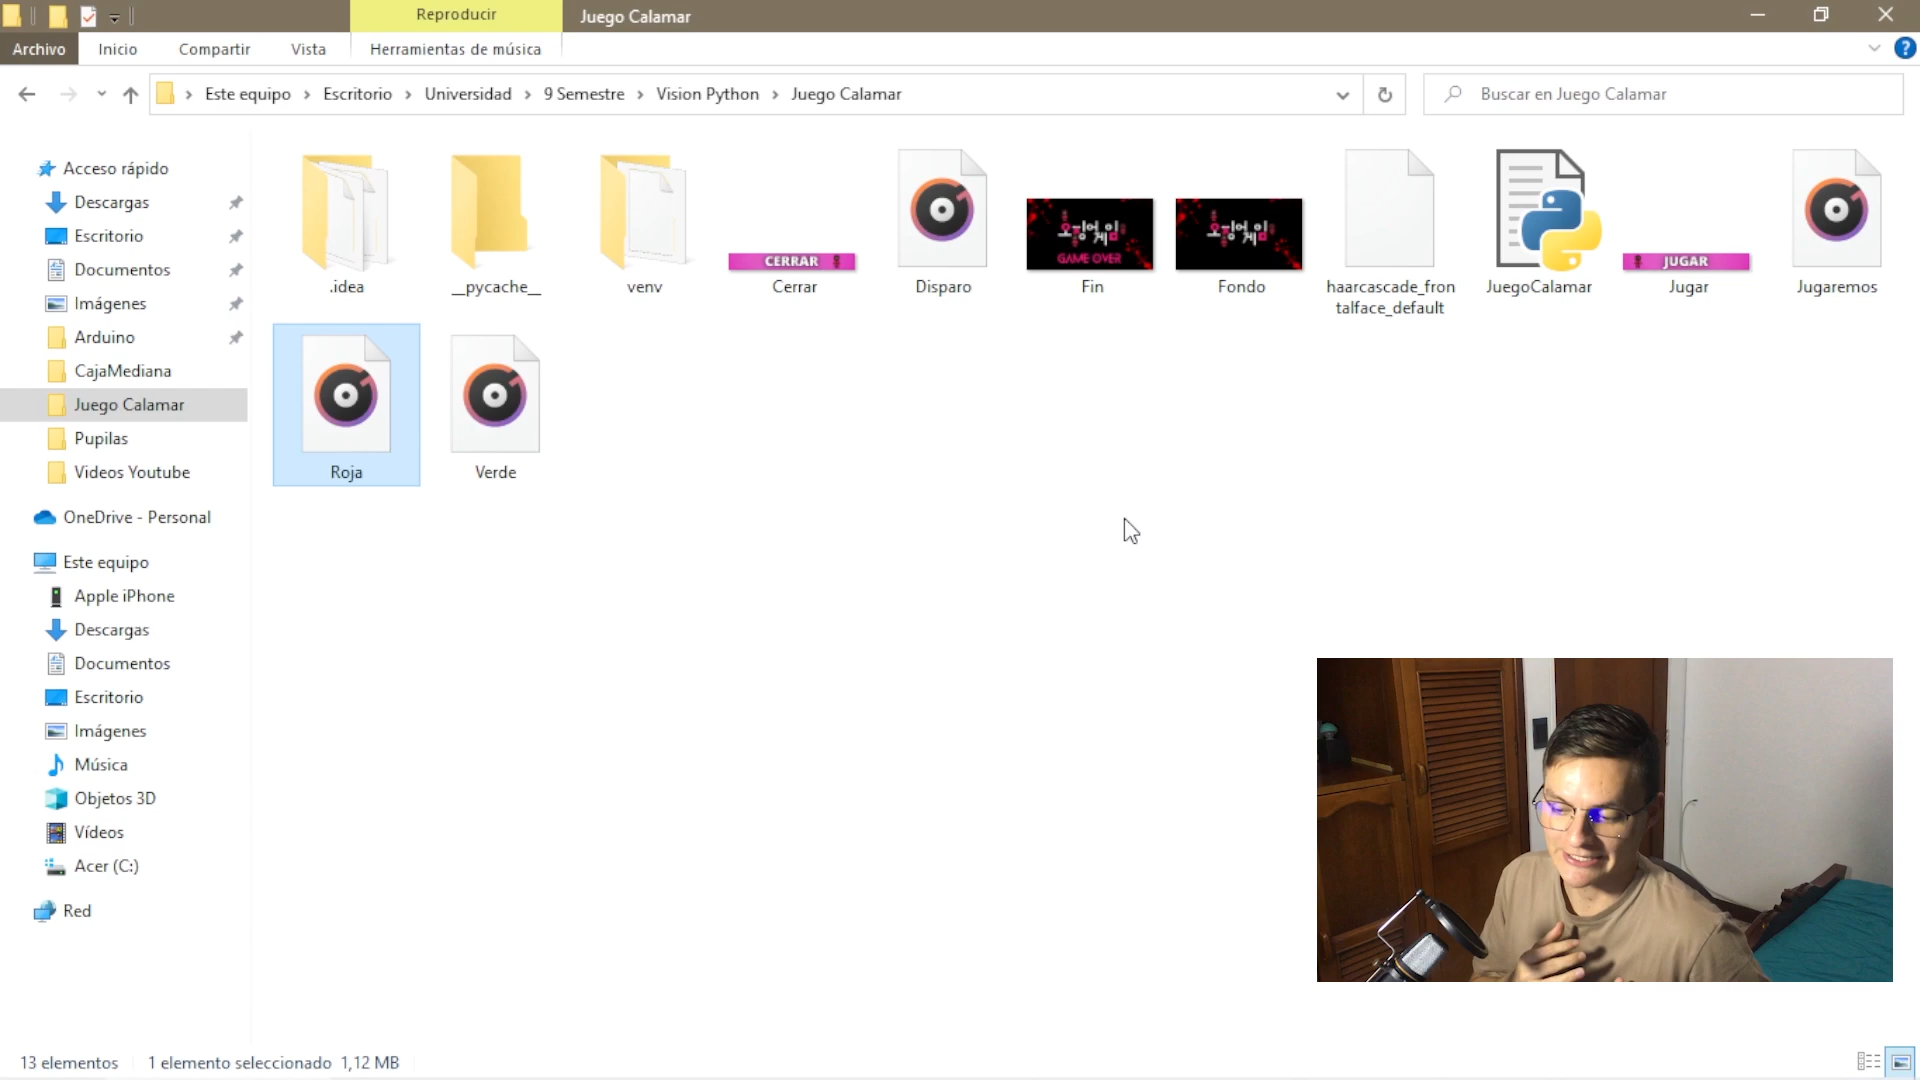 Reproducir
Juego Calamar
Archivo
Inicio
Compartir
Vista
Herramientas de música
Este equipo
Escritorio
Universidad
9 Semestre
Vision Python
Juego Calamar
Buscar en Juego Calamar
Acceso rápido
Descargas
Escritorio
Documentos
Imágenes
Arduino
CajaMediana
Juego Calamar
Pupilas
Videos Youtube
OneDrive - Personal
Este equipo
Apple iPhone
Descargas
Documentos
Escritorio
Imágenes
Música
Objetos 3D
Vídeos
Acer (C:)
Red
.idea
__pycache__
venv
CERRAR
Cerrar
Disparo
GAME OVER
Fin
Fondo
haarcascade_fron
talface_default
JuegoCalamar
JUGAR
Jugar
Jugaremos
Roja
Verde
13 elementos
1 elemento seleccionado 1,12 MB